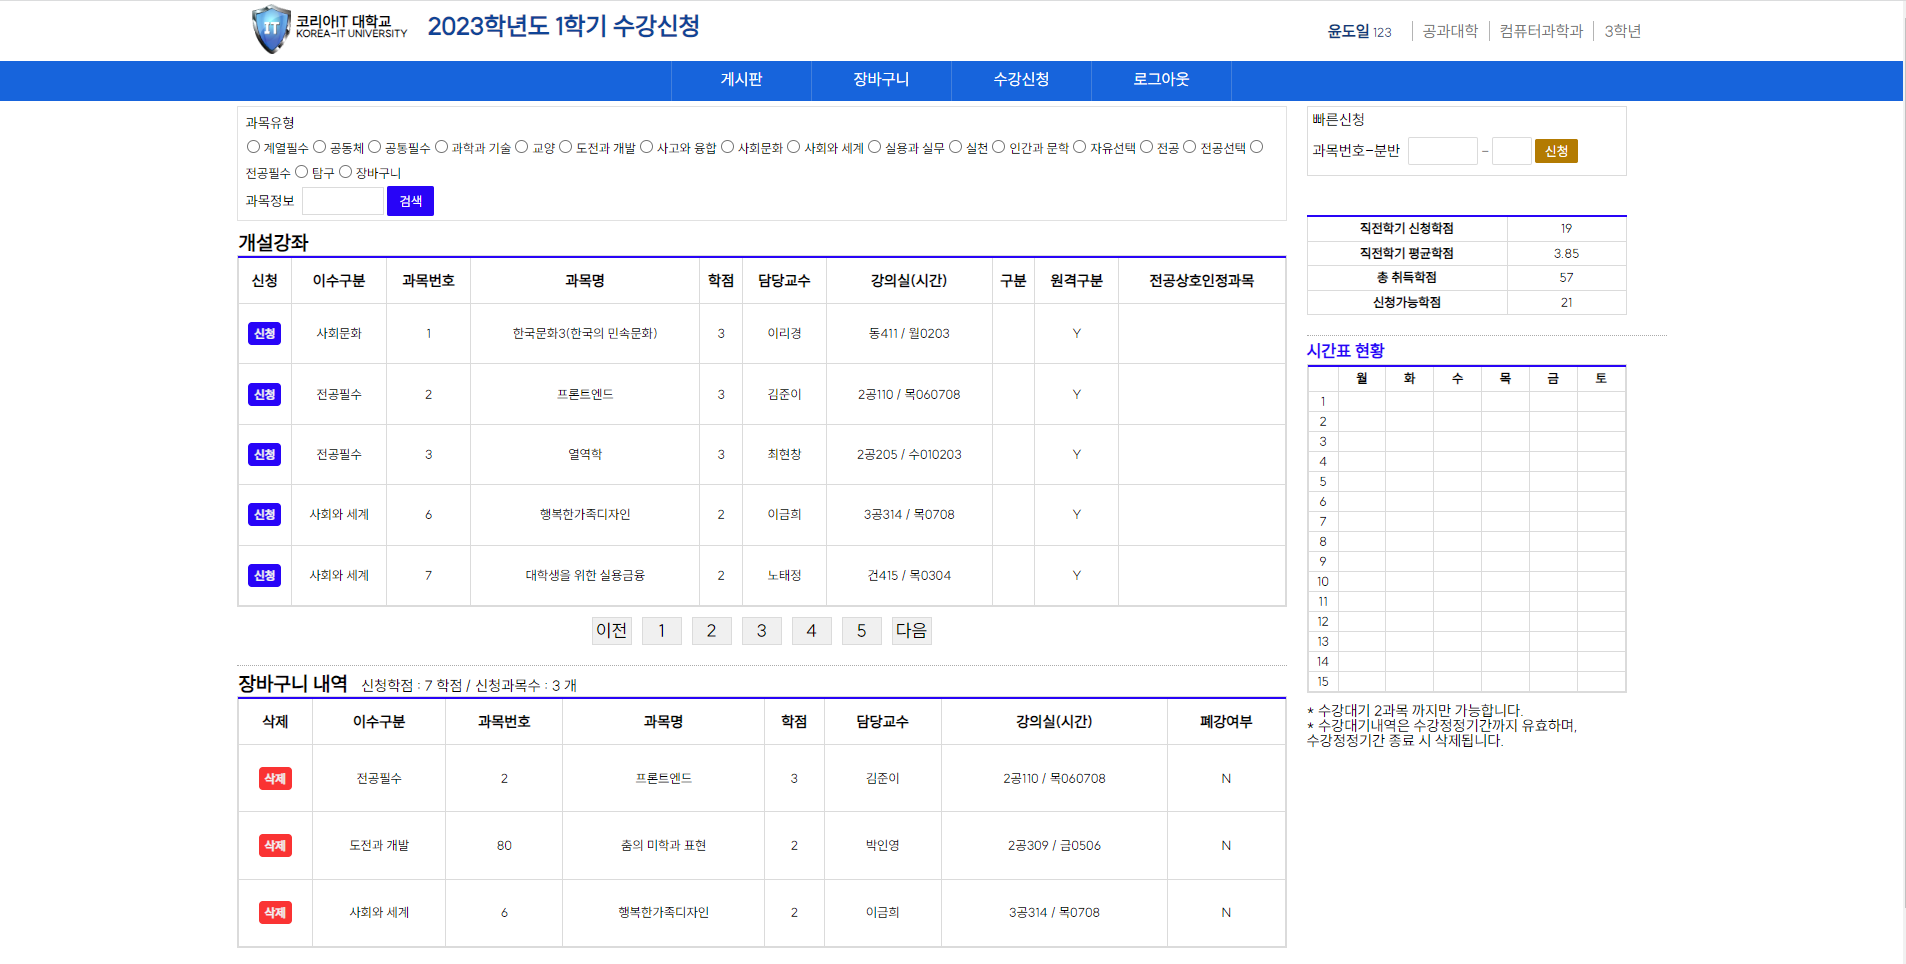 IT 코리아IT 대학교
KOREA-IT UNIVERSITY
2023학년도 1학기 수강신청
윤도일 123 공과대학 컴퓨터과학과 3학년
게시판 장바구니 수강신청 로그아웃
과목유형
계열필수 공동체 공통필수 과학과 기술 교양 도전과 개발 사고와 융합 사회문화 사회와 세계 실용과 실무 실천 인간과 문학 자유선택 전공 전공선택
전공필수 탐구 장바구니
과목정보 검색
개설강좌
신청 이수구분 과목번호 과목명 학점 담당교수 강의실(시간) 구분 원격구분 전공상호인정과목
신청 사회문화 1 한국문화3(한국의 민속문화) 3 이리경 동411 / 월0203 Y
신청 전공필수 2 프론트엔드 3 김준이 2공110 / 목060708 Y
신청 전공필수 3 열역학 3 최현창 2공205 / 수010203 Y
신청 사회와 세계 6 행복한가족디자인 2 이금희 3공314 / 목0708 Y
신청 사회와 세계 7 대학생을 위한 실용금융 2 노태정 건415 / 목0304 Y
이전 1 2 3 4 5 다음
장바구니 내역 신청학점 : 7 학점 / 신청과목수 : 3 개
삭제 이수구분 과목번호 과목명 학점 담당교수 강의실(시간) 폐강여부
삭제 전공필수 2 프론트엔드 3 김준이 2공110 / 목060708 N
삭제 도전과 개발 80 춤의 미학과 표현 2 박인영 2공309 / 금0506 N
삭제 사회와 세계 6 행복한가족디자인 2 이금희 3공314 / 목0708 N
빠른신청
과목번호-분반 - 신청
직전학기 신청학점 19
직전학기 평균학점 3.85
총 취득학점 57
신청가능학점 21
시간표 현황
월 화 수 목 금 토
1
2
3
4
5
6
7
8
9
10
11
12
13
14
15
* 수강대기 2과목 까지만 가능합니다.
* 수강대기내역은 수강정정기간까지 유효하며,
수강정정기간 종료 시 삭제됩니다.